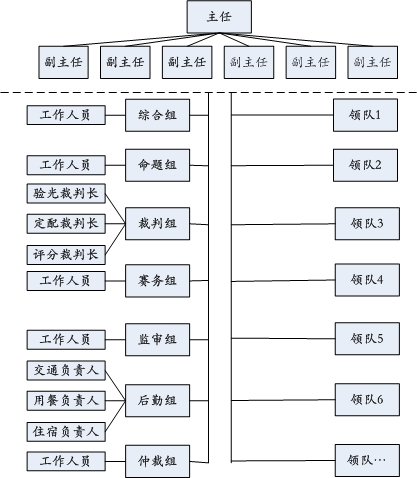 主任
副主任 副主任 副主任 副主任 副主任 副主任
工作人员 综合组 领队1
工作人员 命题组 领队2
验光裁判长
定配裁判长 裁判组 领队3
评分裁判长
工作人员 赛务组 领队4
工作人员 监审组 领队5
交通负责人
用餐负责人 后勤组 领队6
住宿负责人
工作人员 仲裁组 领队…